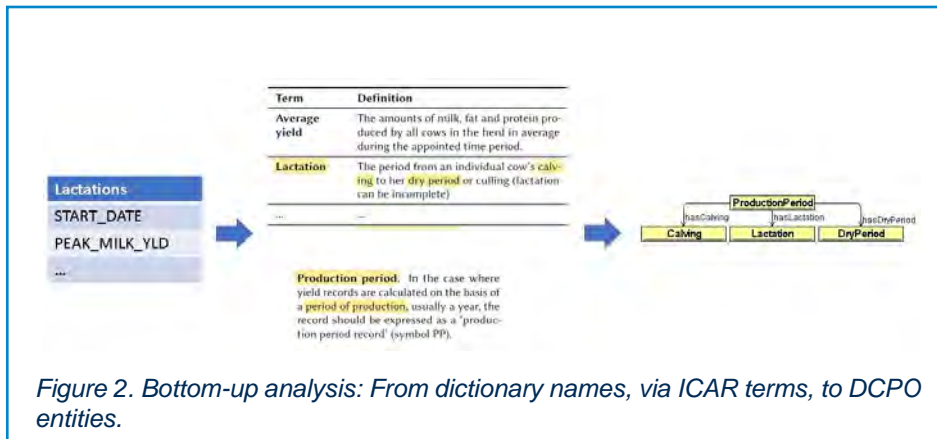 Lactations
START_DATE
PEAK_MILK_YLD
...
Term Definition
Average yield The amounts of milk, fat and protein pro-
duced by all cows in the herd in average
during the appointed time period.
Lactation The period from an individual cow's calv-
ing to her dry period or culling (lactation
can be incomplete)
... ...
Production period. In the case where
yield records are calculated on the basis of
a period of production, usually a year, the
record should be expressed as a 'produc-
tion period record' (symbol PP).
ProductionPeriod
hasCalving hasLactation hasDryPeriod
Calving Lactation DryPeriod
Figure 2. Bottom-up analysis: From dictionary names, via ICAR terms, to DCPO
entities.